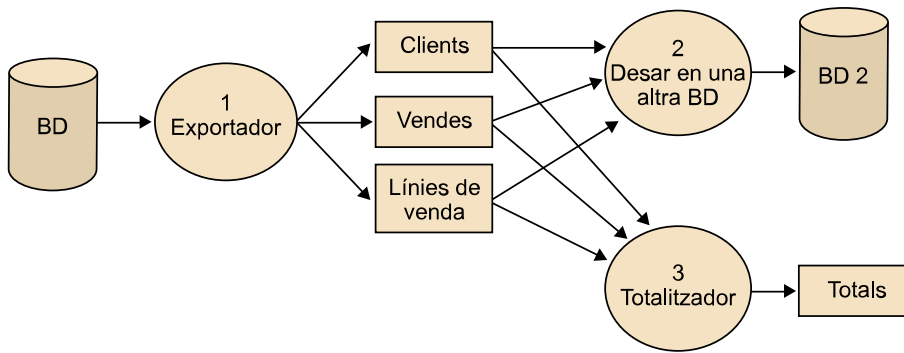 BD
1
Exportador
Clients
Vendes
Línies de
venda
2
Desar en una
altra BD
BD 2
3
Totalitzador
Totals